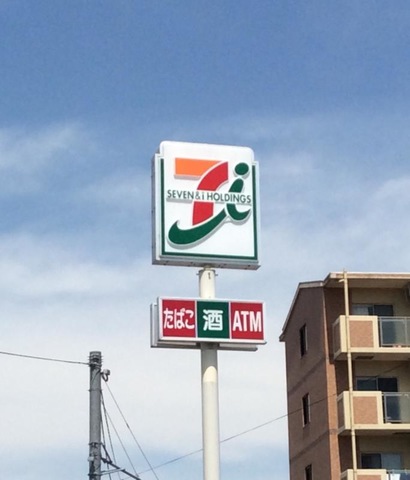 SEVEN & i HOLDINGS
たばこ 酒 ATM